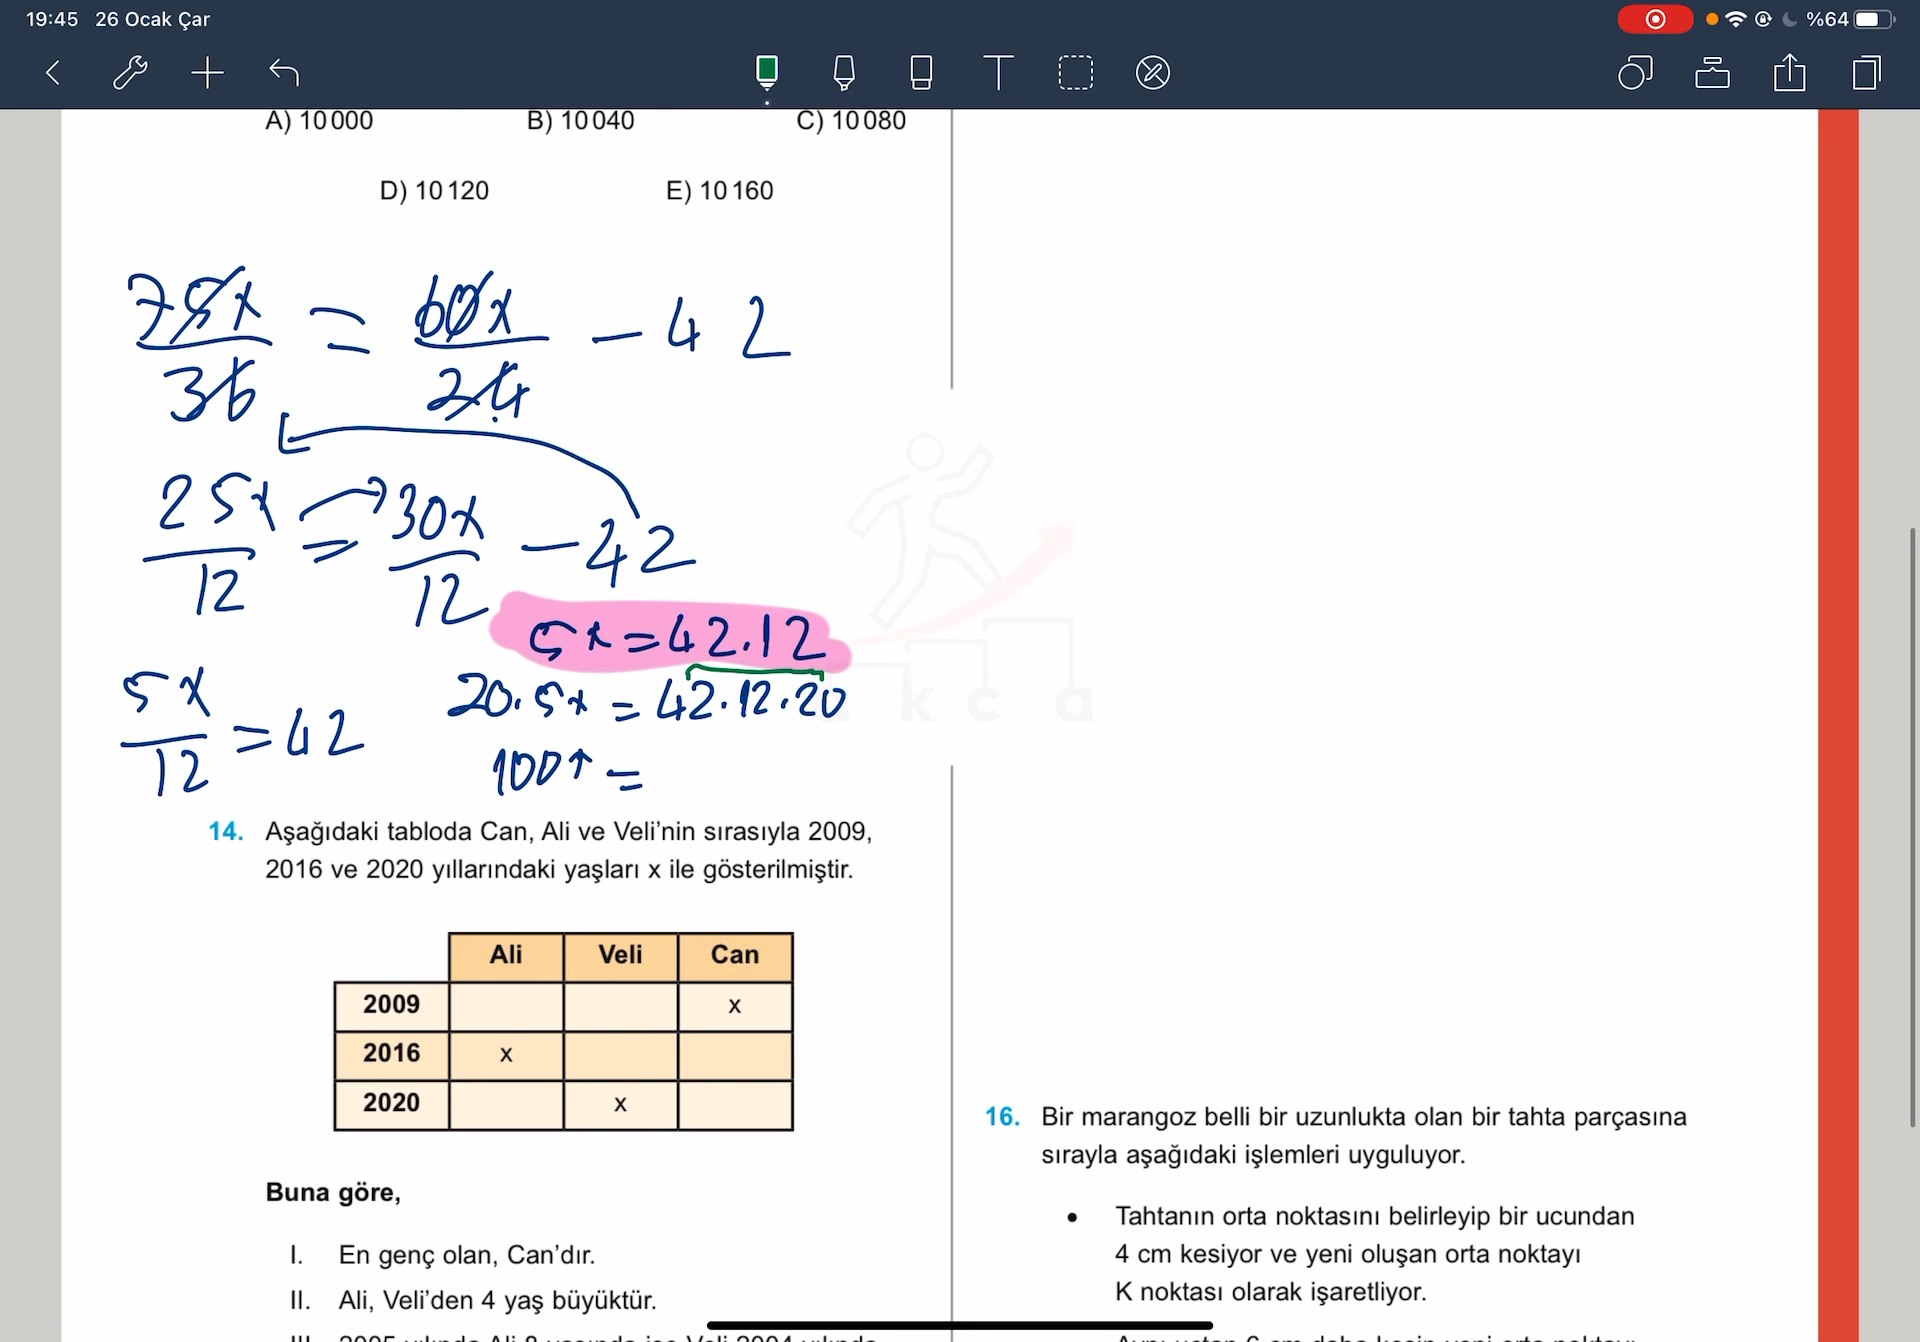 19:45 26 Ocak Çar %64
A) 10 000 B) 10 040 C) 10 080
D) 10 120 E) 10 160
75x/36 = 60x/24 - 42
25x/12 = 30x/12 - 42
5x = 42.12
5x/12 = 42
20.5x = 42.12.20
100x =
k c a
14. Aşağıdaki tabloda Can, Ali ve Veli’nin sırasıyla 2009,
2016 ve 2020 yıllarındaki yaşları x ile gösterilmiştir.
Ali Veli Can
2009 x
2016 x
2020 x
Buna göre,
I. En genç olan, Can’dır.
II. Ali, Veli’den 4 yaş büyüktür.
16. Bir marangoz belli bir uzunlukta olan bir tahta parçasına
sırayla aşağıdaki işlemleri uyguluyor.
• Tahtanın orta noktasını belirleyip bir ucundan
4 cm kesiyor ve yeni oluşan orta noktayı
K noktası olarak işaretliyor.